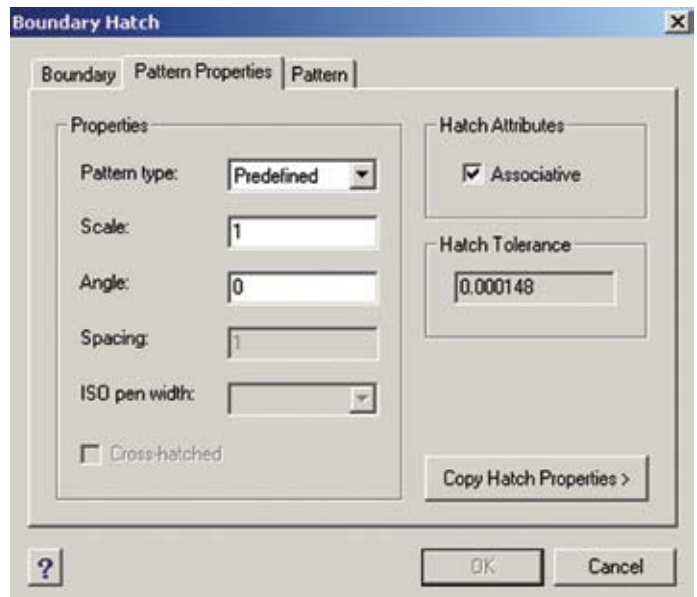 Boundary Hatch
Boundary
Pattern Properties
Pattern
Properties
Pattern type:
Predefined
Scale:
1
Angle:
0
Spacing:
1
ISO pen width:
Cross-hatched
Hatch Attributes
Associative
Hatch Tolerance
0.000148
Copy Hatch Properties >
?
OK
Cancel